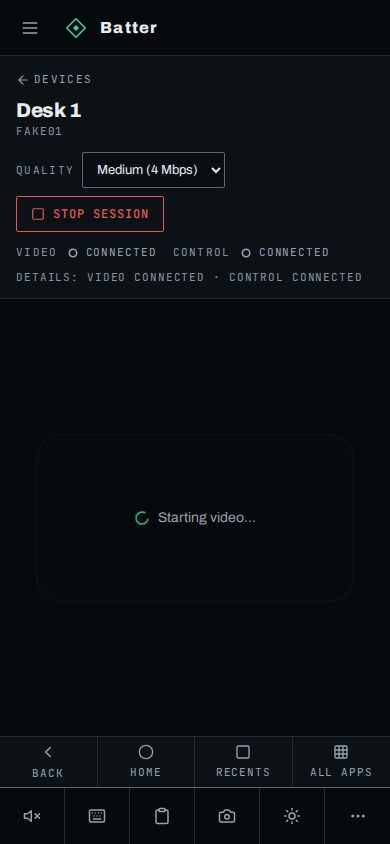 Batter
DEVICES
Desk 1
FAKE01
QUALITY Medium (4 Mbps)
STOP SESSION
VIDEO CONNECTED CONTROL CONNECTED
DETAILS: VIDEO CONNECTED · CONTROL CONNECTED
Starting video…
BACK HOME RECENTS ALL APPS